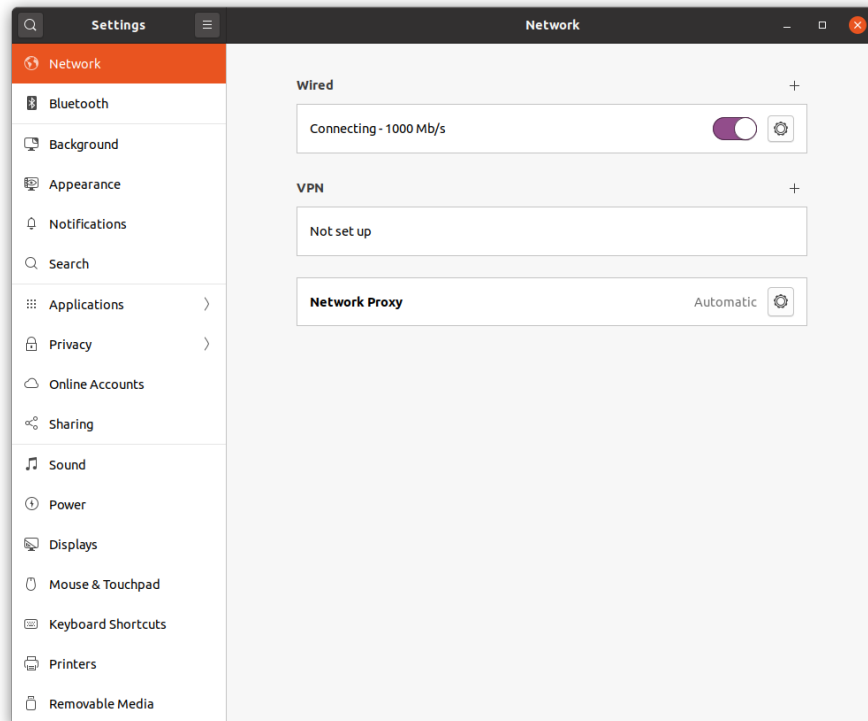 Settings
Network
Network
Bluetooth
Background
Appearance
Notifications
Search
Applications
Privacy
Online Accounts
Sharing
Sound
Power
Displays
Mouse & Touchpad
Keyboard Shortcuts
Printers
Removable Media
Wired
Connecting - 1000 Mb/s
VPN
Not set up
Network Proxy Automatic